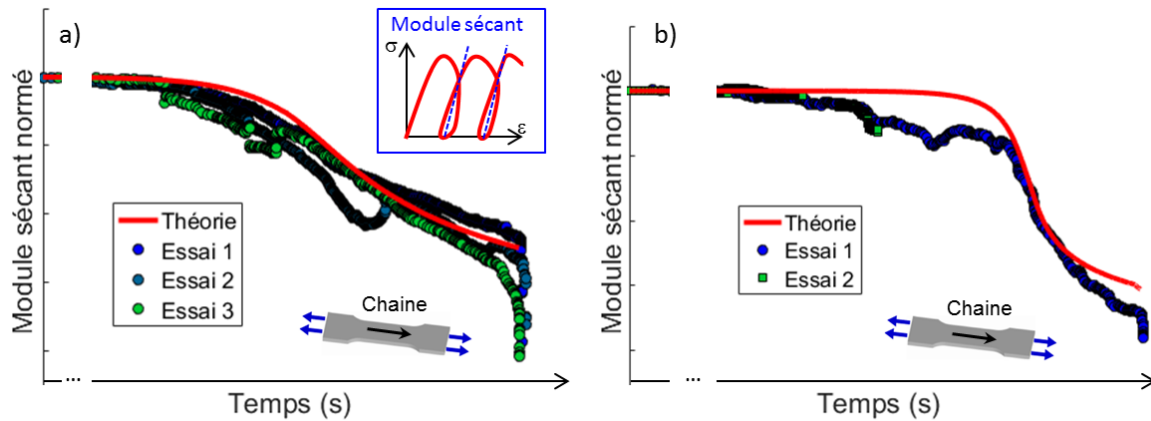 a)
Module sécant
σ
ε
Module sécant normé
Théorie
Essai 1
Essai 2
Essai 3
Chaine
...
Temps (s)
b)
Module sécant normé
Théorie
Essai 1
Essai 2
Chaine
...
Temps (s)